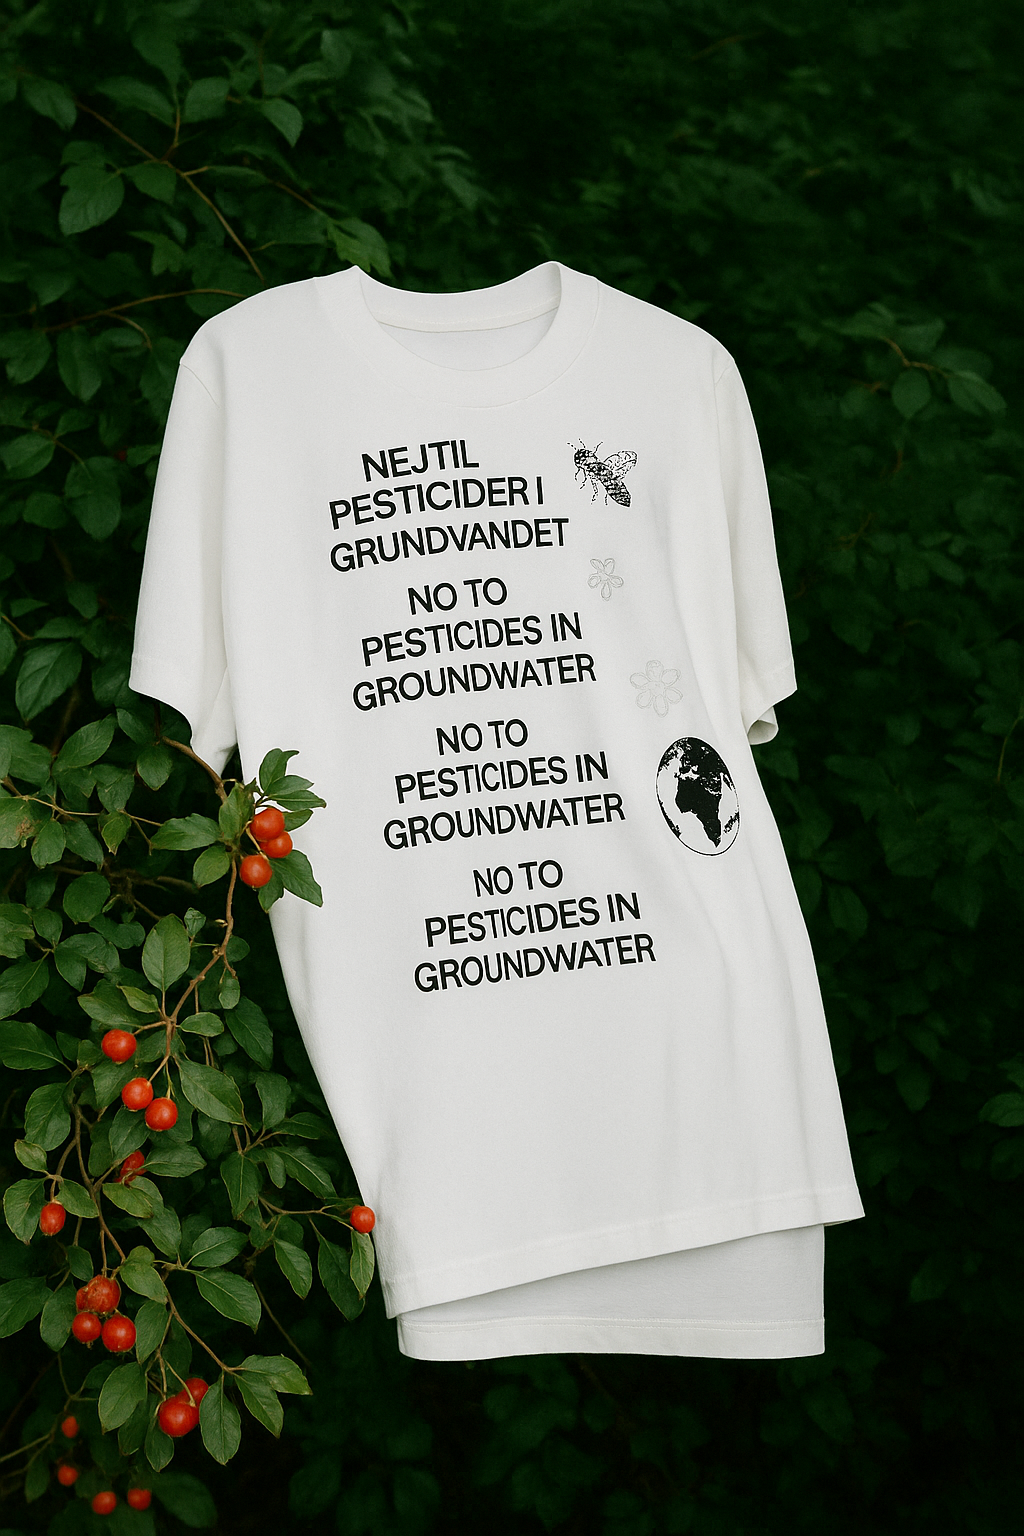 NEJTIL
PESTICIDER I
GRUNDVANDET
NO TO
PESTICIDES IN
GROUNDWATER
NO TO
PESTICIDES IN
GROUNDWATER
NO TO
PESTICIDES IN
GROUNDWATER